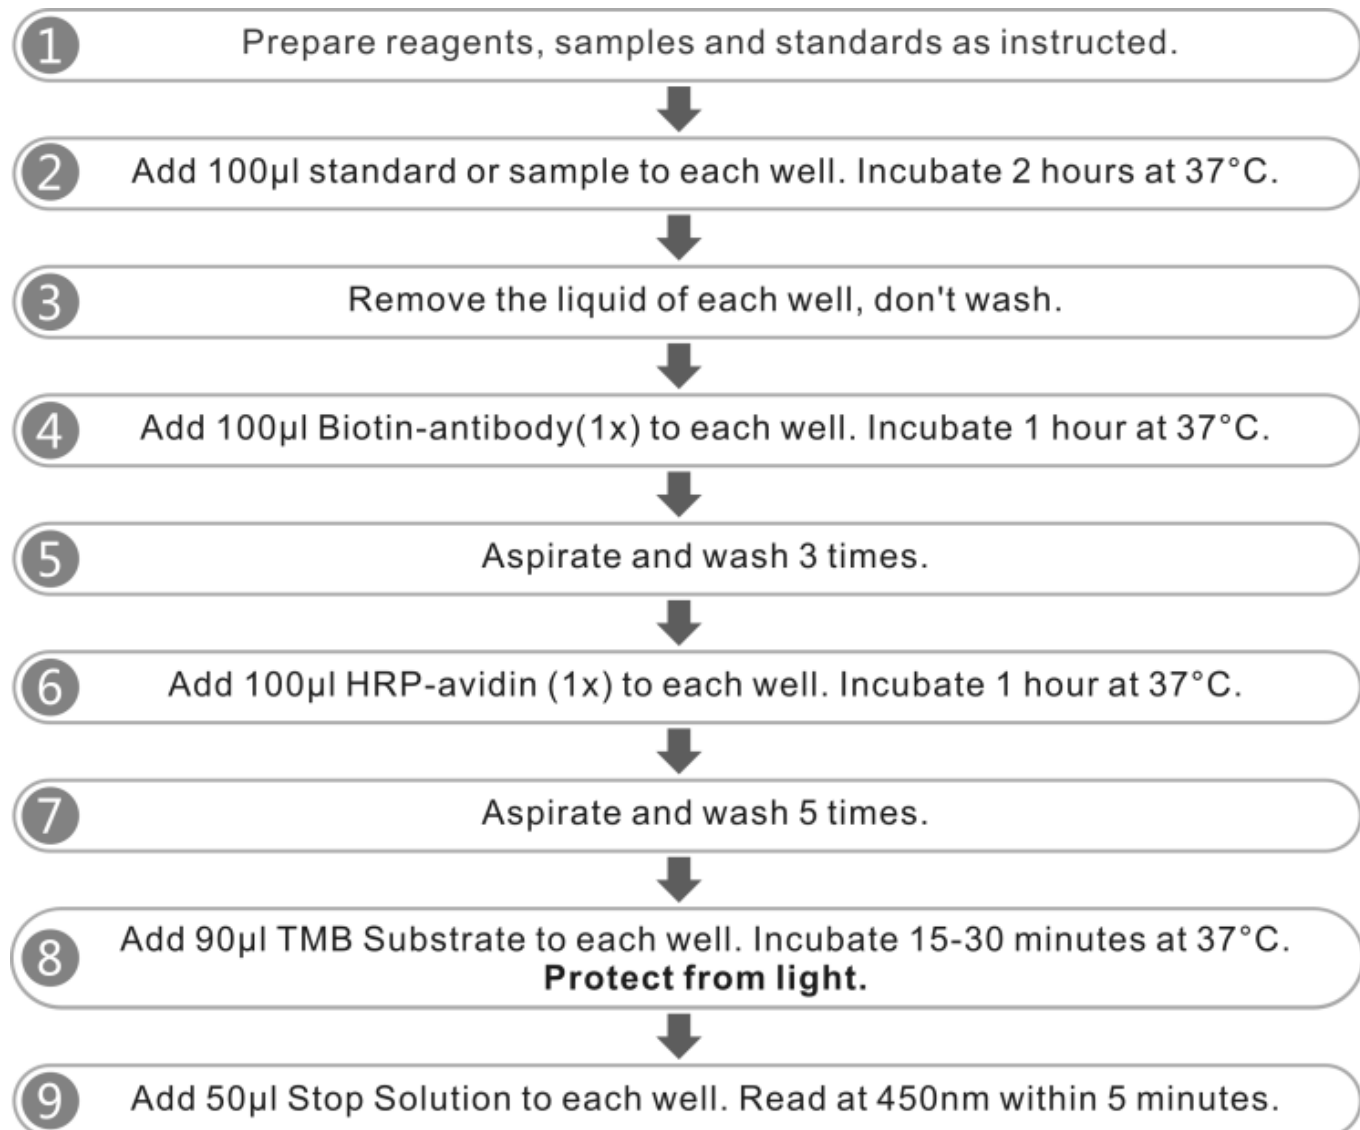 1 Prepare reagents, samples and standards as instructed.
2 Add 100µl standard or sample to each well. Incubate 2 hours at 37°C.
3 Remove the liquid of each well, don't wash.
4 Add 100µl Biotin-antibody(1x) to each well. Incubate 1 hour at 37°C.
5 Aspirate and wash 3 times.
6 Add 100µl HRP-avidin (1x) to each well. Incubate 1 hour at 37°C.
7 Aspirate and wash 5 times.
8 Add 90µl TMB Substrate to each well. Incubate 15-30 minutes at 37°C.
Protect from light.
9 Add 50µl Stop Solution to each well. Read at 450nm within 5 minutes.